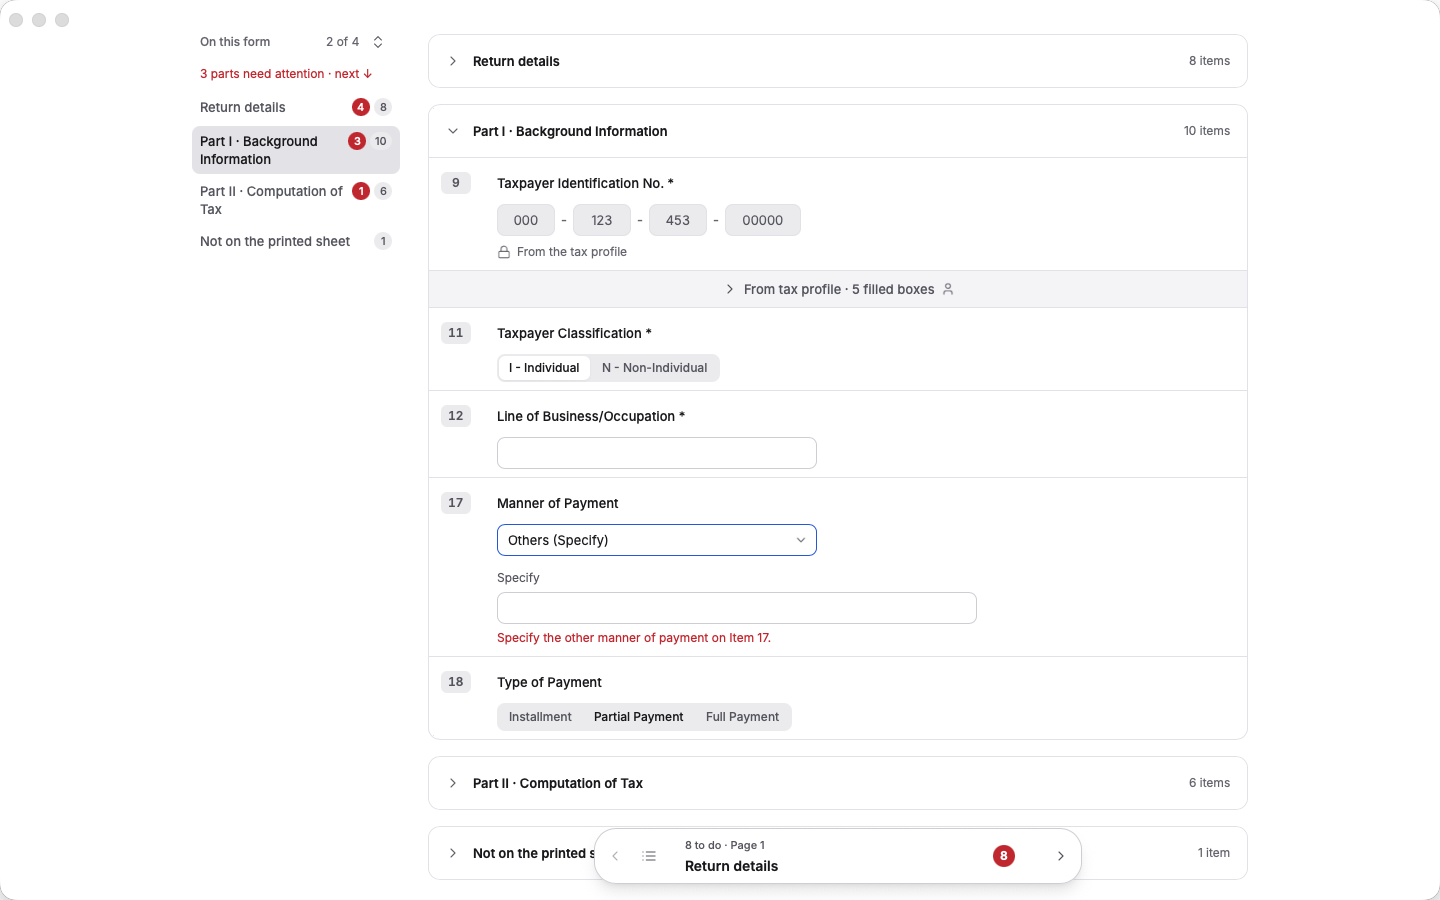 On this form
2 of 4
3 parts need attention · next ↓
Return details
4
8
Part I · Background Information
3
10
Part II · Computation of Tax
1
6
Not on the printed sheet
1
Return details
8 items
Part I · Background Information
10 items
9
Taxpayer Identification No. *
000 - 123 - 453 - 00000
From the tax profile
From tax profile · 5 filled boxes
11
Taxpayer Classification *
I - Individual
N - Non-Individual
12
Line of Business/Occupation *
17
Manner of Payment
Others (Specify)
Specify
Specify the other manner of payment on Item 17.
18
Type of Payment
Installment
Partial Payment
Full Payment
Part II · Computation of Tax
6 items
Not on the printed
1 item
8 to do · Page 1
Return details
8